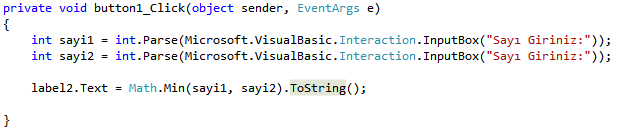 private void button1_Click(object sender, EventArgs e)
{
int sayi1 = int.Parse(Microsoft.VisualBasic.Interaction.InputBox("Sayı Giriniz:"));
int sayi2 = int.Parse(Microsoft.VisualBasic.Interaction.InputBox("Sayı Giriniz:"));
label2.Text = Math.Min(sayi1, sayi2).ToString();
}